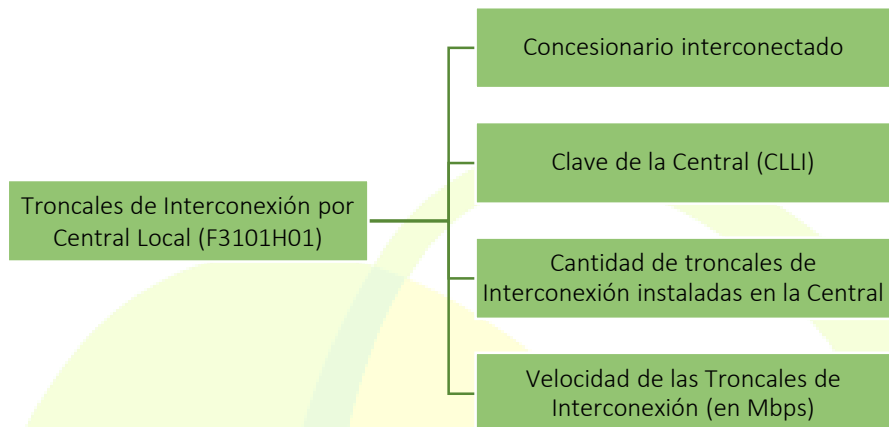 Concesionario interconectado
Clave de la Central (CLLI)
Troncales de Interconexión por
Central Local (F3101H01)
Cantidad de troncales de
Interconexión instaladas en la Central
Velocidad de las Troncales de
Interconexión (en Mbps)